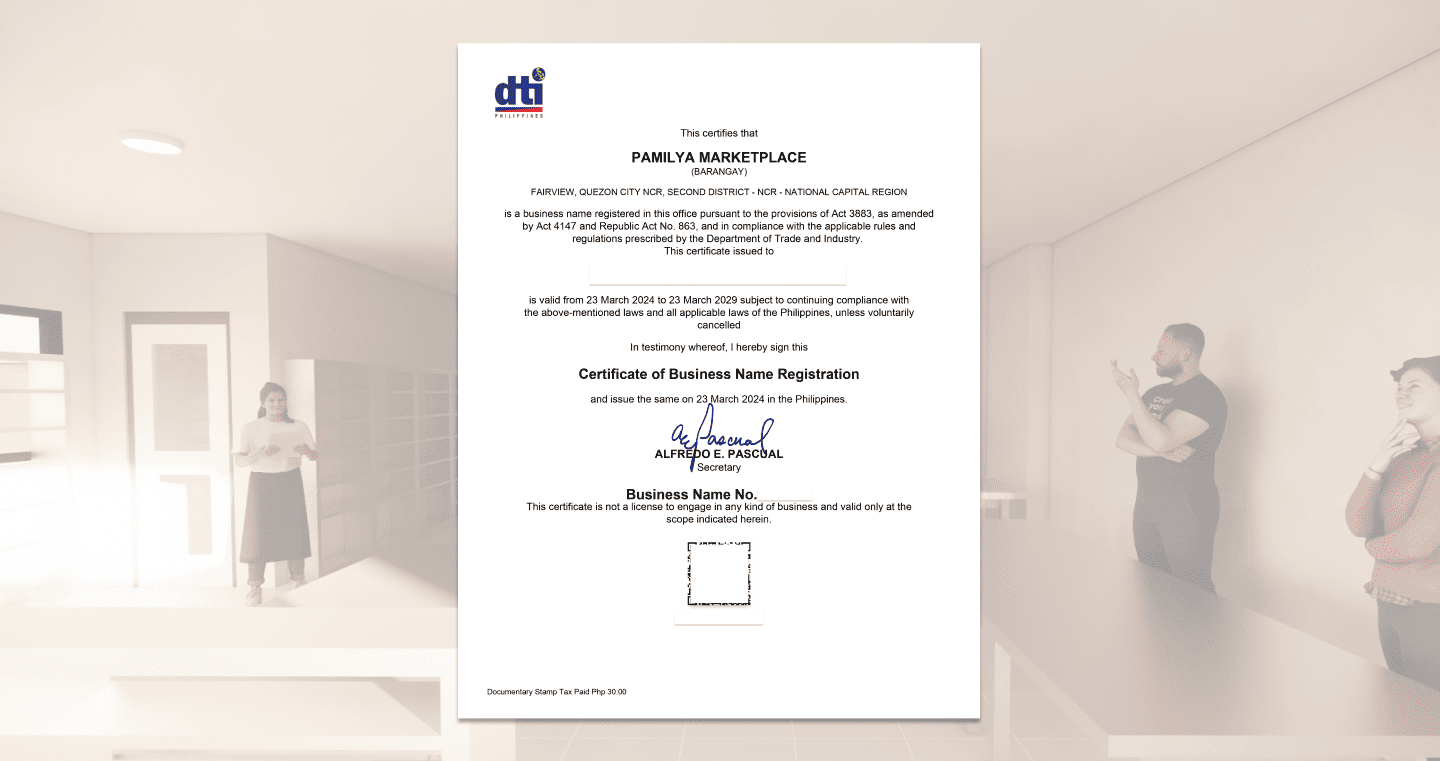 dti
PHILIPPINES
This certifies that
PAMILYA MARKETPLACE
(BARANGAY)
FAIRVIEW, QUEZON CITY NCR, SECOND DISTRICT - NCR - NATIONAL CAPITAL REGION
is a business name registered in this office pursuant to the provisions of Act 3883, as amended
by Act 4147 and Republic Act No. 863, and in compliance with the applicable rules and
regulations prescribed by the Department of Trade and Industry.
This certificate issued to
is valid from 23 March 2024 to 23 March 2029 subject to continuing compliance with
the above-mentioned laws and all applicable laws of the Philippines, unless voluntarily
cancelled
In testimony whereof, I hereby sign this
Certificate of Business Name Registration
and issue the same on 23 March 2024 in the Philippines.
ALFREDO E. PASCUAL
Secretary
Business Name No.
This certificate is not a license to engage in any kind of business and valid only at the
scope indicated herein.
Documentary Stamp Tax Paid Php 30.00